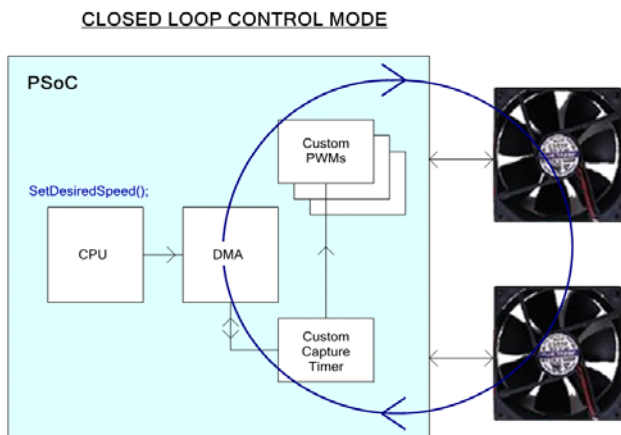 CLOSED LOOP CONTROL MODE
PSoC
Custom
PWMs
SetDesiredSpeed();
CPU
DMA
Custom
Capture
Timer